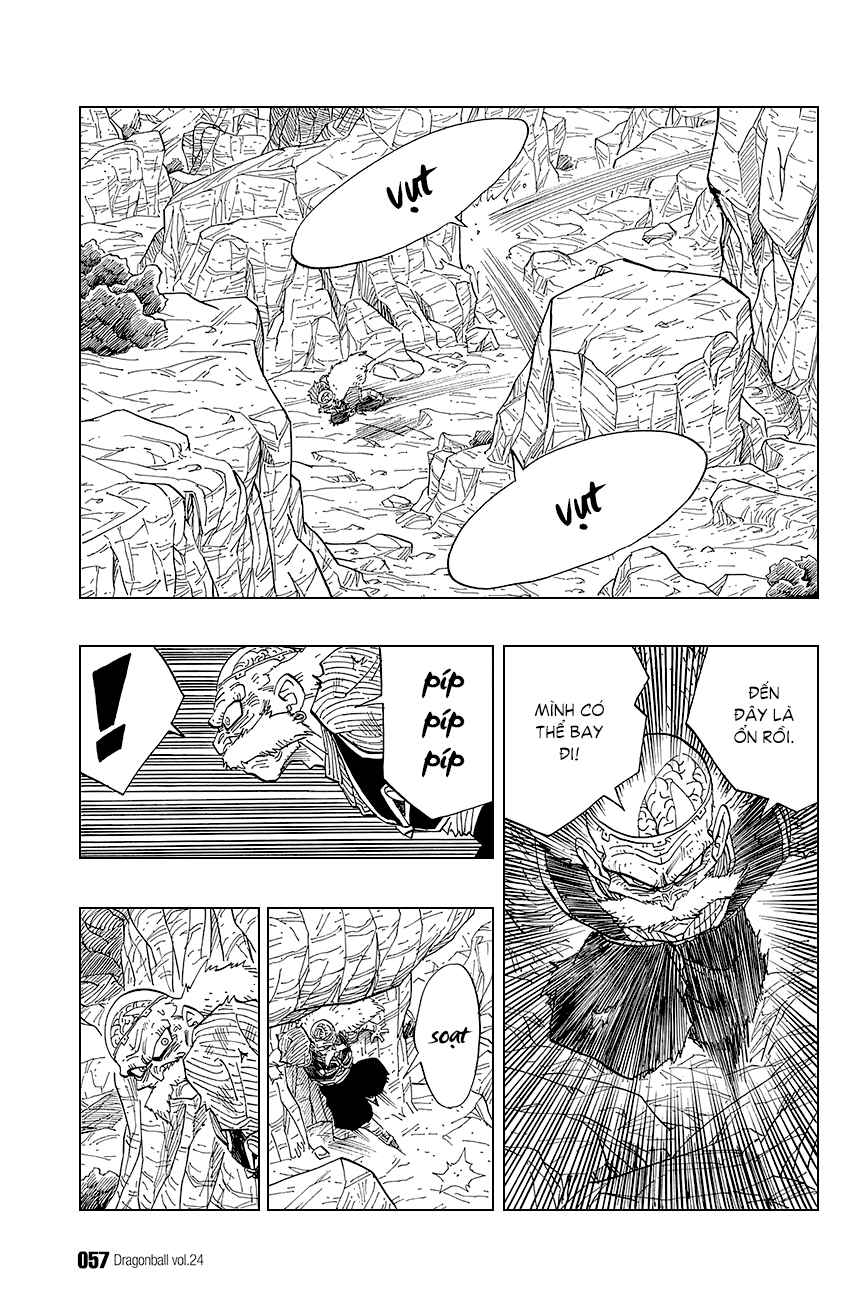 vụt
vụt
ĐẾN
ĐÂY LÀ
ỔN RỒI.
MÌNH CÓ
THỂ BAY
ĐI!
píp
píp
píp
!
soạt
057 Dragonball vol.24